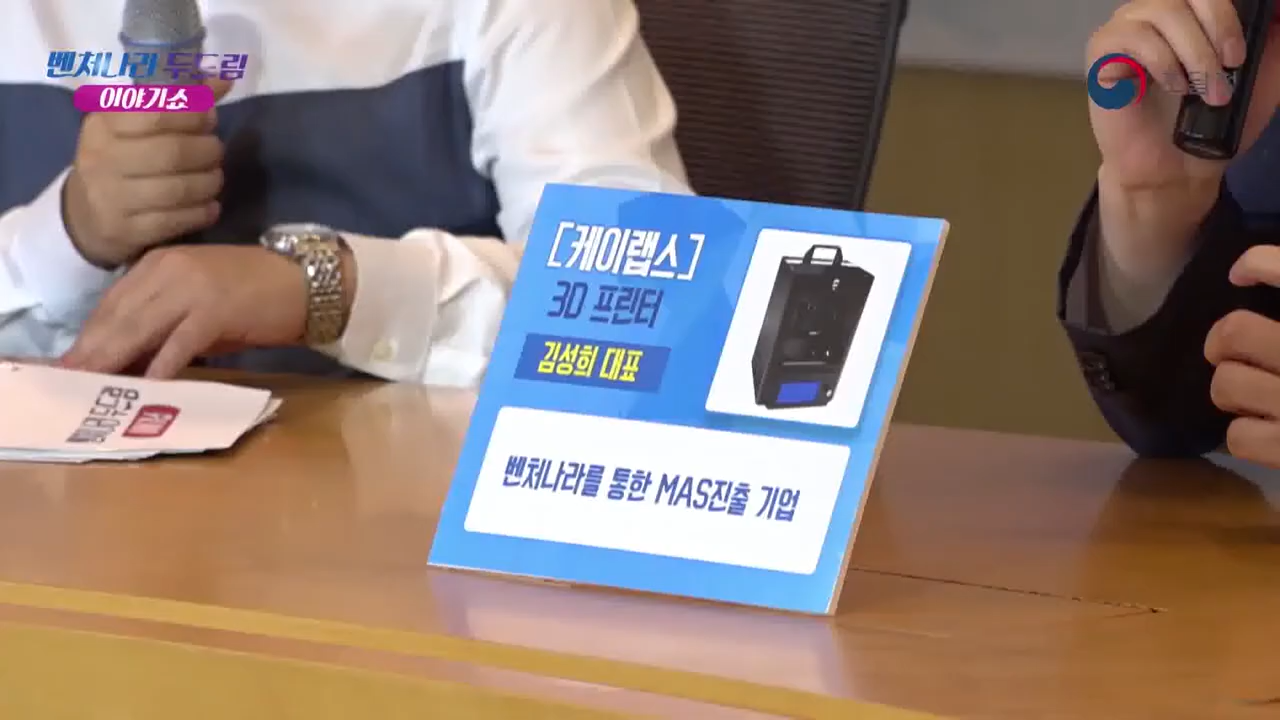 벤처나라 두드림
이야기쇼
[케이랩스]
3D 프린터
김성희 대표
벤처나라를 통한 MAS진출 기업